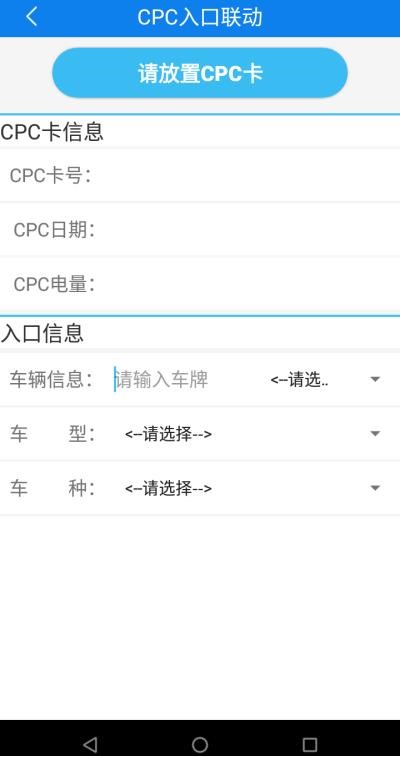 CPC入口联动
请放置CPC卡
CPC卡信息
CPC卡号：
CPC日期：
CPC电量：
入口信息
车辆信息： 请输入车牌 <--请选..
车 型： <--请选择-->
车 种： <--请选择-->